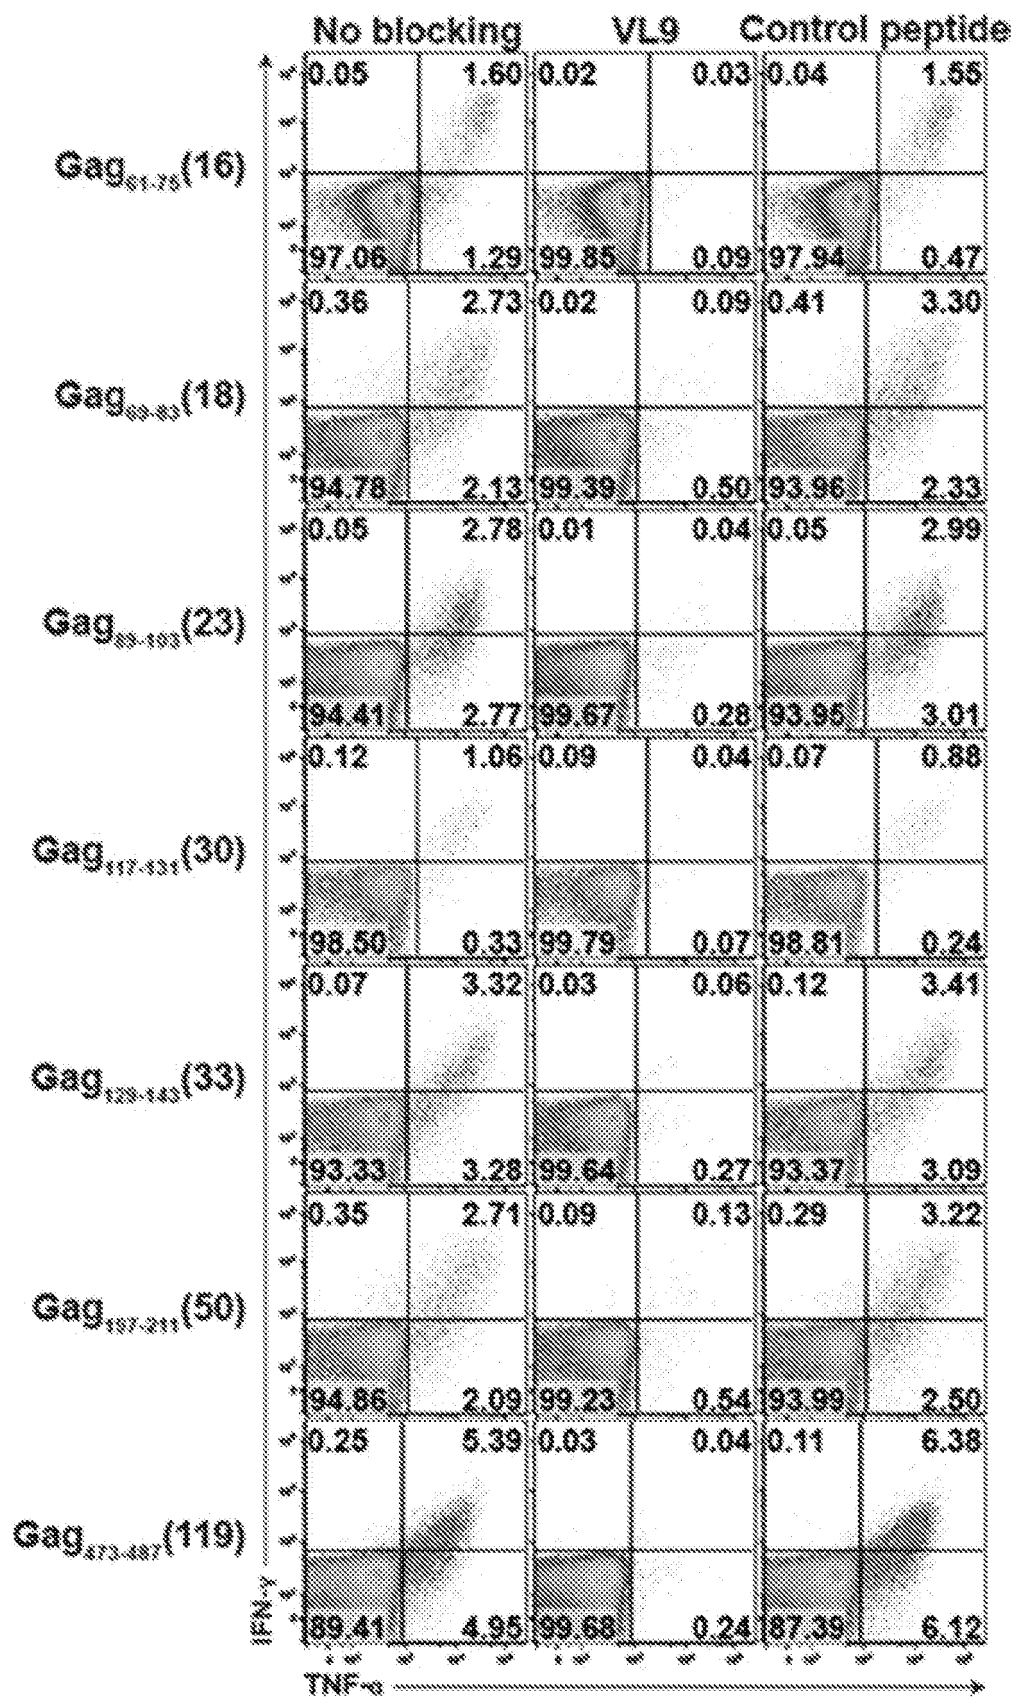 No blocking VL9 Control peptide
0.05 1.60 0.02 0.03 0.04 1.55
Gag61-75(16)
97.06 1.29 99.85 0.09 97.94 0.47
0.36 2.73 0.02 0.09 0.41 3.30
Gag69-83(18)
94.78 2.13 99.39 0.50 93.96 2.33
0.05 2.78 0.01 0.04 0.05 2.99
Gag89-103(23)
94.41 2.77 99.67 0.28 93.95 3.01
0.12 1.06 0.09 0.04 0.07 0.88
Gag117-131(30)
98.50 0.33 99.79 0.07 98.81 0.24
0.07 3.32 0.03 0.06 0.12 3.41
Gag129-143(33)
93.33 3.28 99.64 0.27 93.37 3.09
0.35 2.71 0.09 0.13 0.29 3.22
Gag197-211(50)
94.86 2.09 99.23 0.54 93.99 2.50
0.25 5.39 0.03 0.04 0.11 6.38
Gag473-487(119)
89.41 4.95 99.68 0.24 87.39 6.12
IFN-γ
TNF-α